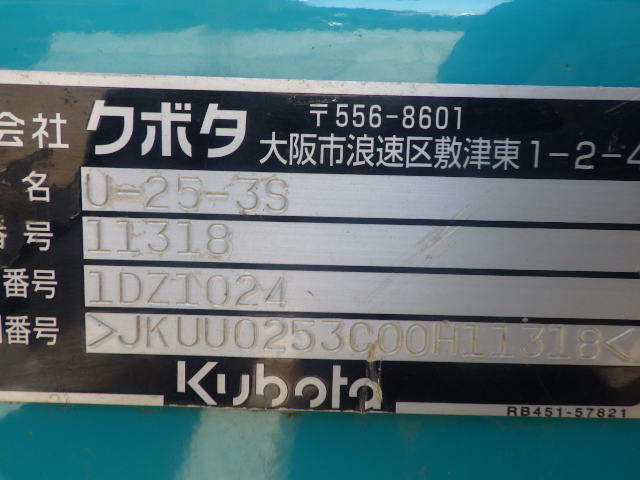 会社 クボタ 〒556-8601
大阪市浪速区敷津東1-2-4
名 U-25-3S
番号 11318
番号 1DZ1024
番号 >JKUU0253C00H11318<
Kubota
RB451-57821